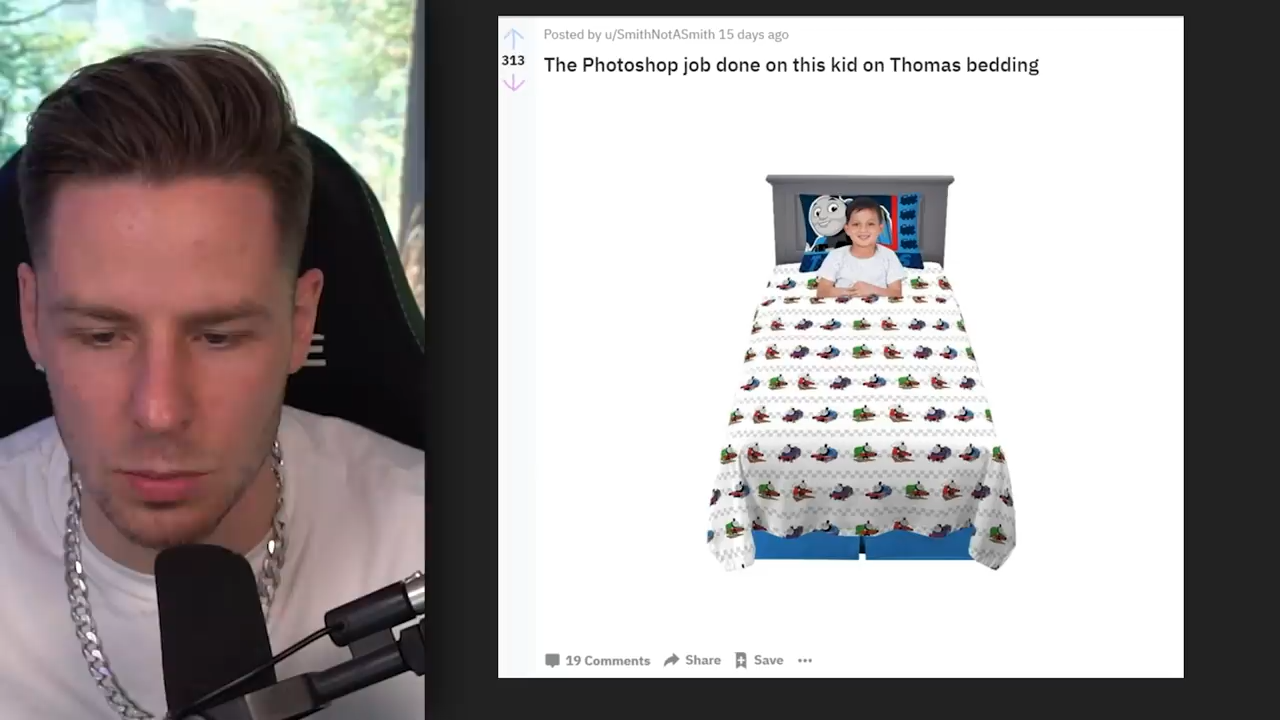 Posted by u/SmithNotASmith 15 days ago
313
The Photoshop job done on this kid on Thomas bedding
19 Comments Share Save